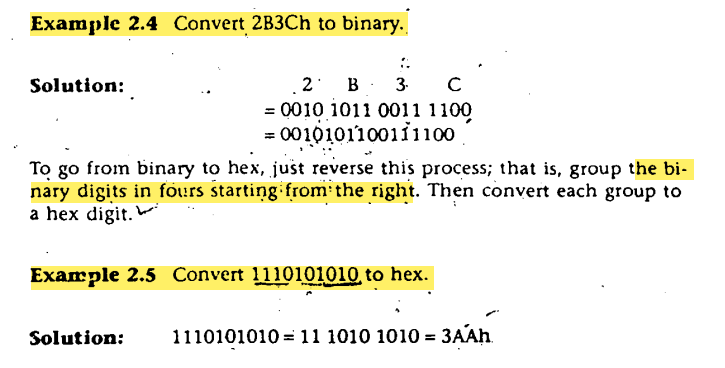 Example 2.4 Convert 2B3Ch to binary.
Solution: 2 B 3 C
= 0010 1011 0011 1100
= 0010101100111100
To go from binary to hex, just reverse this process; that is, group the bi-
nary digits in fours starting from the right. Then convert each group to
a hex digit.
Example 2.5 Convert 1110101010 to hex.
Solution: 1110101010 = 11 1010 1010 = 3AAh